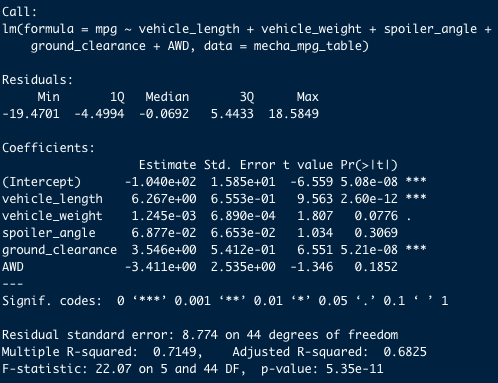 Call:
lm(formula = mpg ~ vehicle_length + vehicle_weight + spoiler_angle +
    ground_clearance + AWD, data = mecha_mpg_table)

Residuals:
     Min       1Q   Median       3Q      Max
-19.4701  -4.4994  -0.0692   5.4433  18.5849

Coefficients:
                   Estimate Std. Error t value Pr(>|t|)
(Intercept)      -1.040e+02  1.585e+01  -6.559 5.08e-08 ***
vehicle_length    6.267e+00  6.553e-01   9.563 2.60e-12 ***
vehicle_weight    1.245e-03  6.890e-04   1.807   0.0776 .
spoiler_angle     6.877e-02  6.653e-02   1.034   0.3069
ground_clearance  3.546e+00  5.412e-01   6.551 5.21e-08 ***
AWD              -3.411e+00  2.535e+00  -1.346   0.1852
---
Signif. codes:  0 ‘***’ 0.001 ‘**’ 0.01 ‘*’ 0.05 ‘.’ 0.1 ‘ ’ 1

Residual standard error: 8.774 on 44 degrees of freedom
Multiple R-squared:  0.7149,    Adjusted R-squared:  0.6825
F-statistic: 22.07 on 5 and 44 DF,  p-value: 5.35e-11